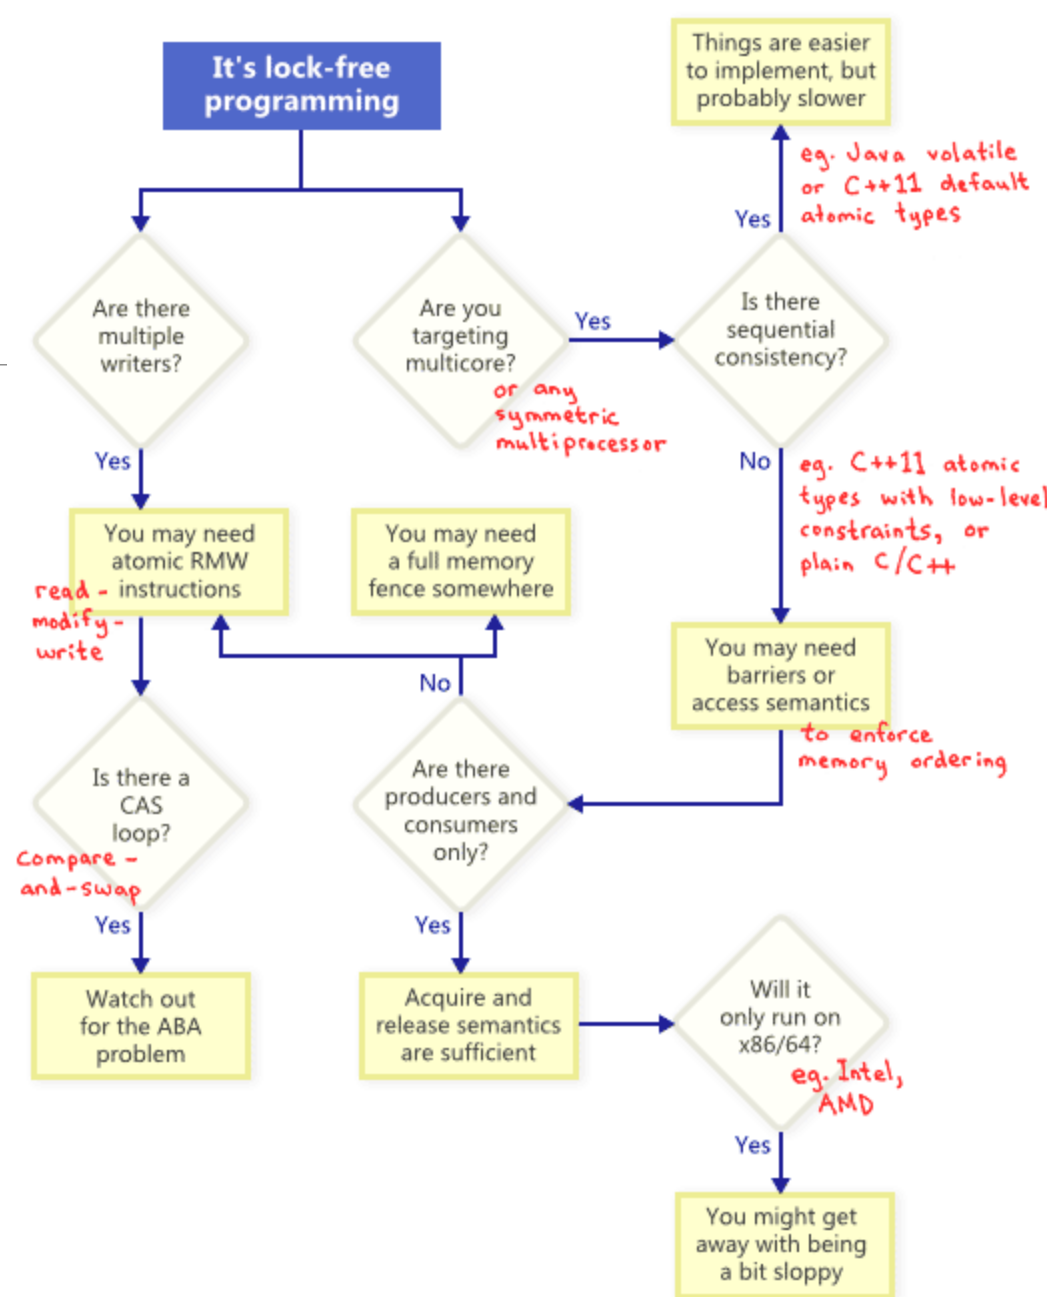 It's lock-free
programming
Things are easier
to implement, but
probably slower
eg. Java volatile
or C++11 default
atomic types
Yes
Are there
multiple
writers?
Are you
targeting
multicore?
or any
symmetric
multiprocessor
Yes
Is there
sequential
consistency?
Yes
No
eg. C++11 atomic
types with low-level
constraints, or
plain C/C++
You may need
atomic RMW
instructions
read-
modify-
write
You may need
a full memory
fence somewhere
You may need
barriers or
access semantics
to enforce
memory ordering
No
Is there a
CAS
loop?
Compare-
and-swap
Are there
producers and
consumers
only?
Yes
Yes
Watch out
for the ABA
problem
Acquire and
release semantics
are sufficient
Will it
only run on
x86/64?
eg. Intel,
AMD
Yes
You might get
away with being
a bit sloppy